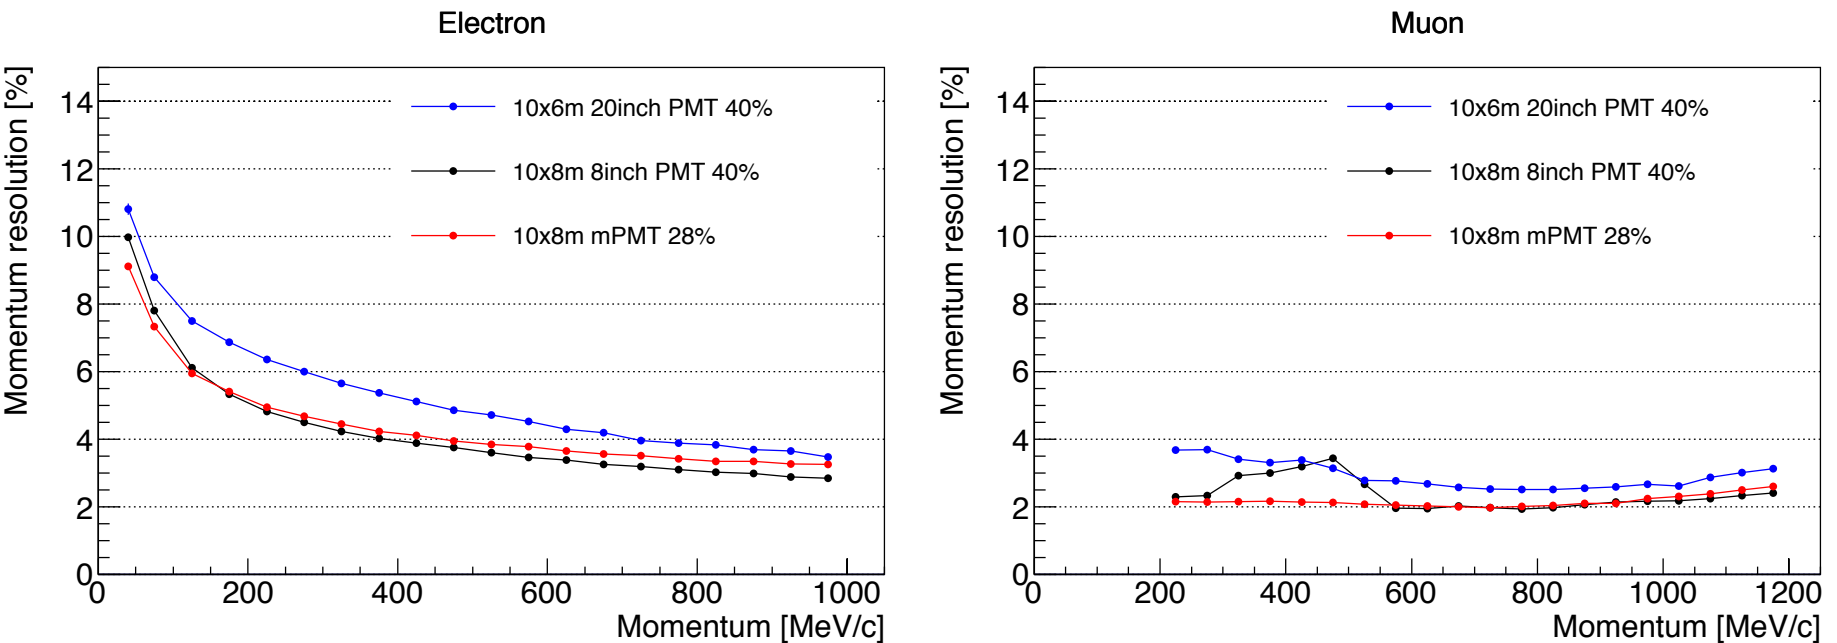 Electron
Momentum resolution [%]
14
12
10
8
6
4
2
0
10x6m 20inch PMT 40%
10x8m 8inch PMT 40%
10x8m mPMT 28%
0 200 400 600 800 1000
Momentum [MeV/c]
Muon
Momentum resolution [%]
14
12
10
8
6
4
2
0
10x6m 20inch PMT 40%
10x8m 8inch PMT 40%
10x8m mPMT 28%
0 200 400 600 800 1000 1200
Momentum [MeV/c]